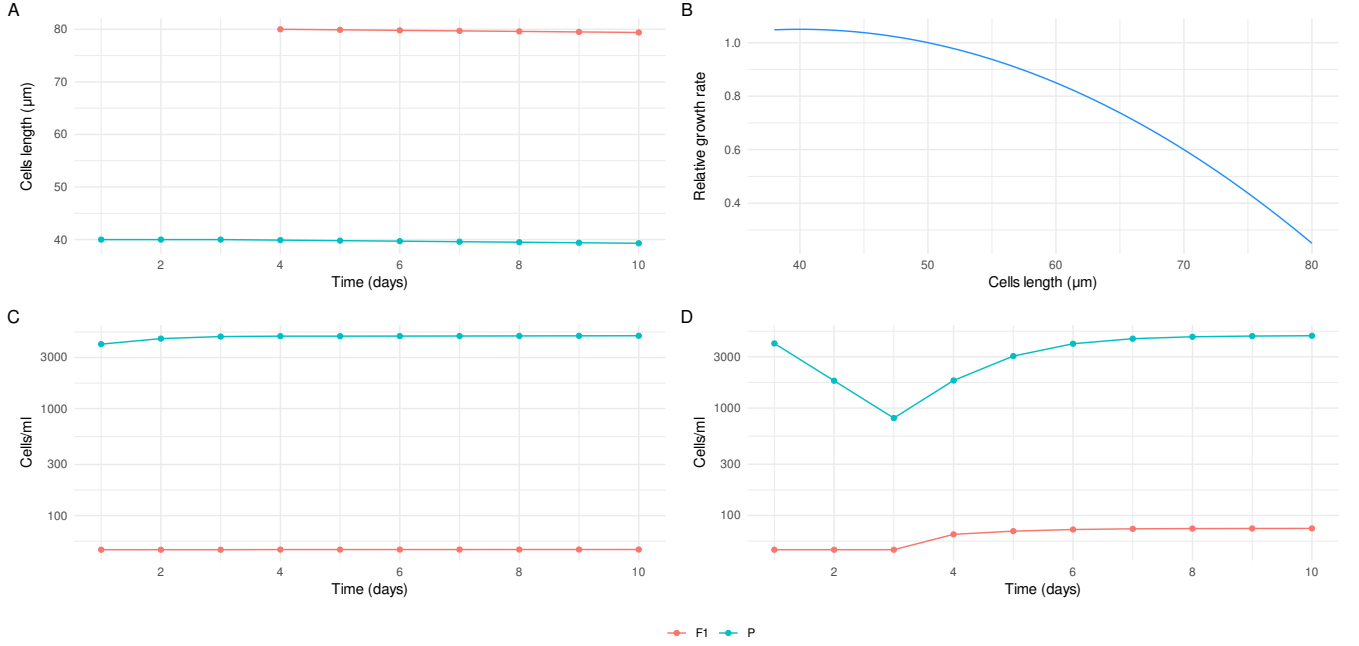 A
80
70
60
50
40
Cells length (μm)
2 4 6 8 10
Time (days)
B
1.0
0.8
0.6
0.4
Relative growth rate
40 50 60 70 80
Cells length (μm)
C
3000
1000
300
100
Cells/ml
2 4 6 8 10
Time (days)
D
3000
1000
300
100
Cells/ml
2 4 6 8 10
Time (days)
F1 P